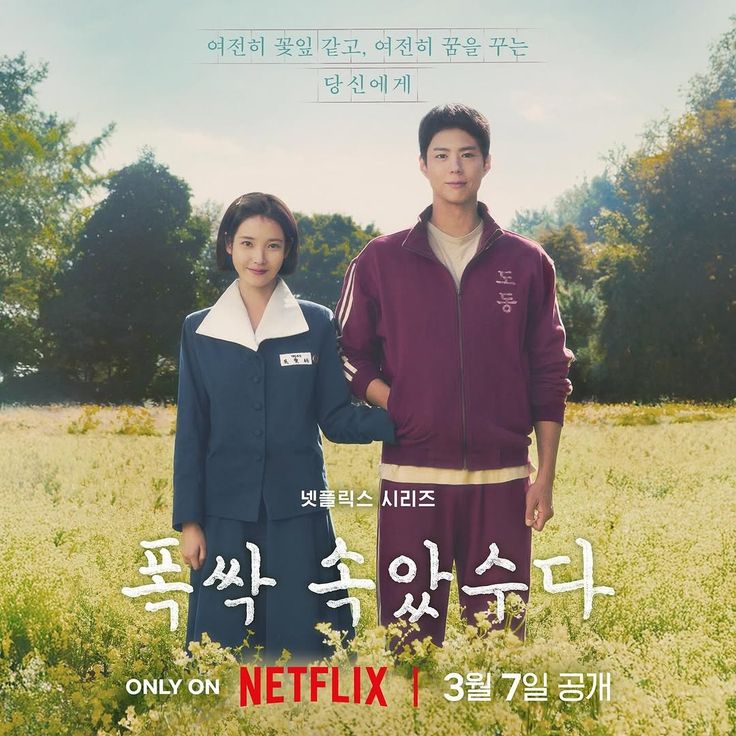 여전히 꽃잎 같고, 여전히 꿈을 꾸는
당신에게
도동
넷플릭스 시리즈
폭싹 속았수다
ONLY ON NETFLIX | 3월 7일 공개